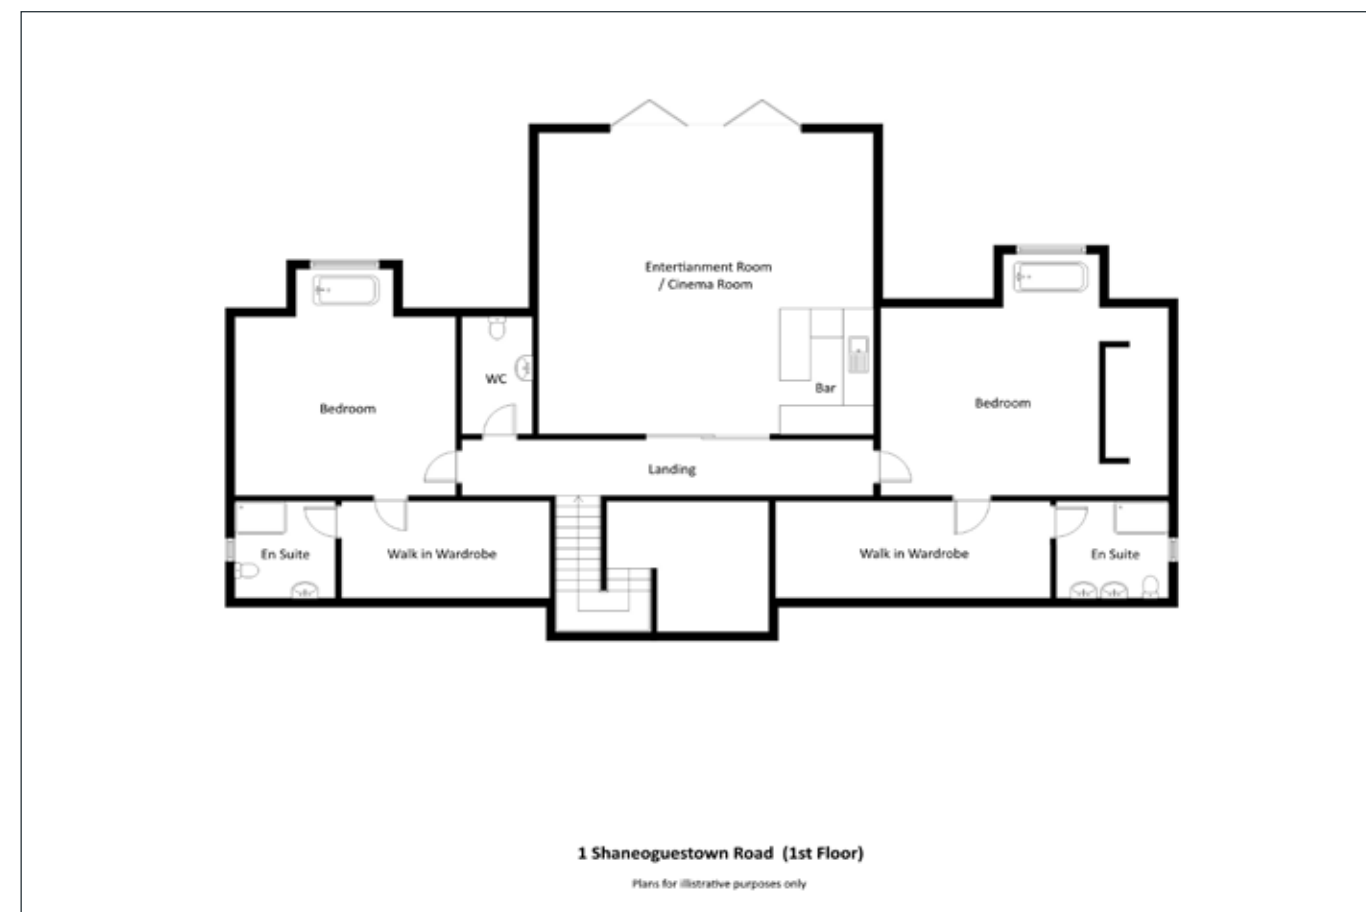 Entertianment Room
/ Cinema Room
WC
Bar
Bedroom
Bedroom
Landing
En Suite
Walk in Wardrobe
Walk in Wardrobe
En Suite
1 Shaneoguestown Road (1st Floor)
Plans for illistrative purposes only